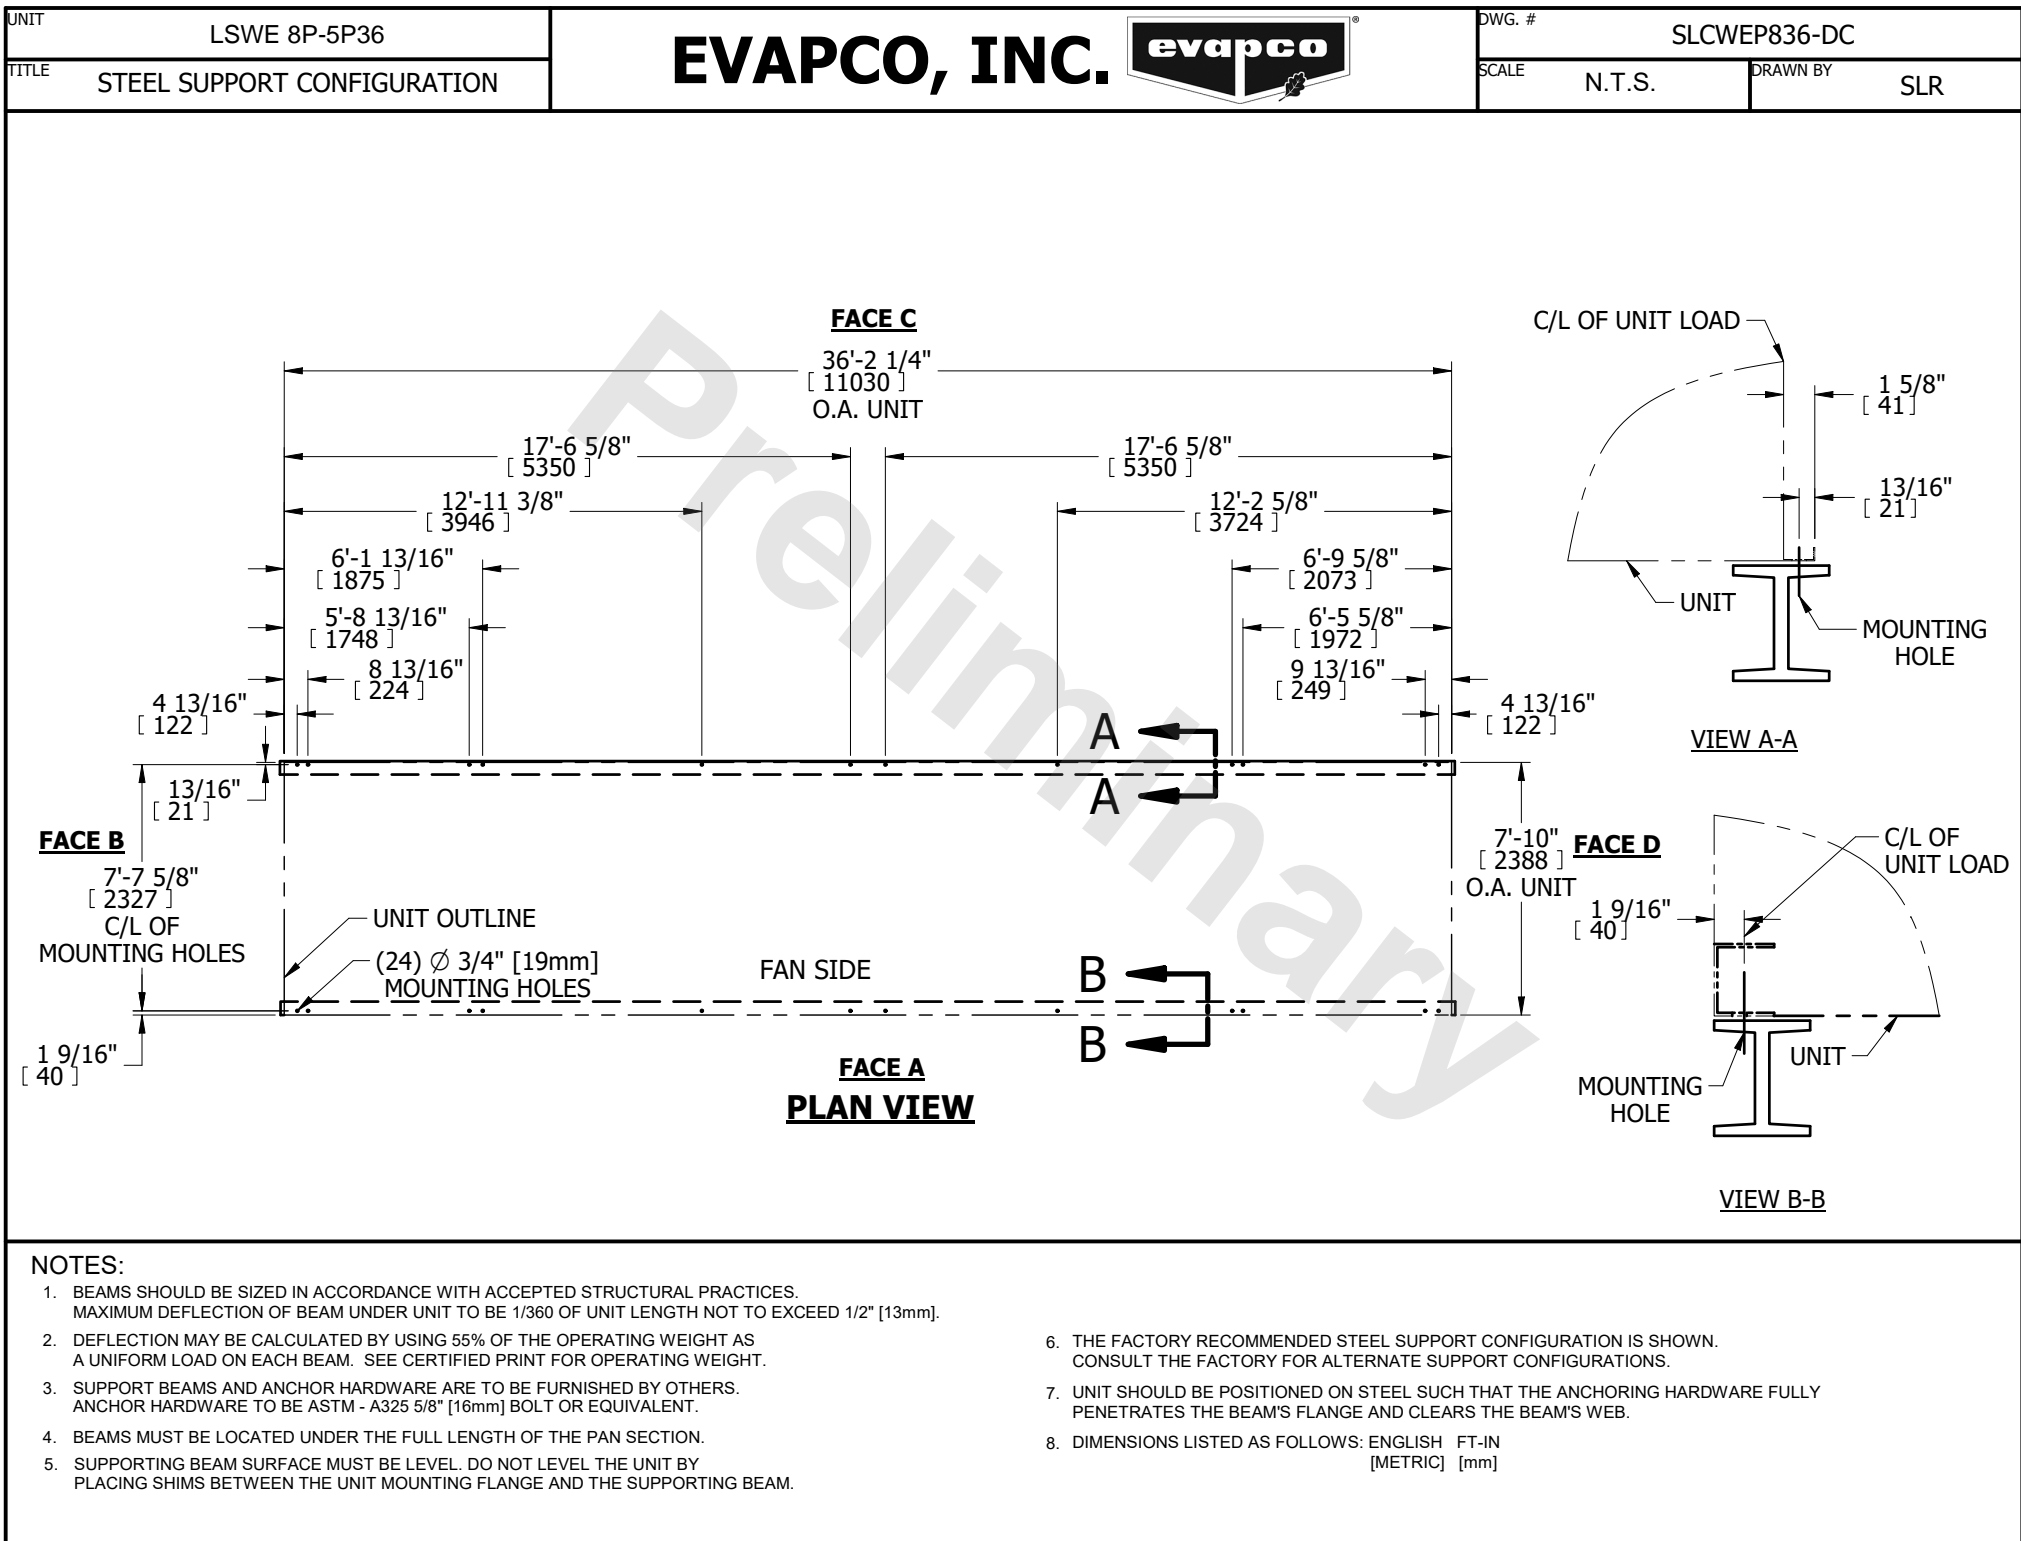 UNIT
LSWE 8P-5P36
TITLE
STEEL SUPPORT CONFIGURATION
EVAPCO, INC.
evapco
®
DWG. #
SLCWEP836-DC
SCALE
N.T.S.
DRAWN BY
SLR
FACE C
36'-2 1/4"
[ 11030 ]
O.A. UNIT
17'-6 5/8"
[ 5350 ]
17'-6 5/8"
[ 5350 ]
12'-11 3/8"
[ 3946 ]
12'-2 5/8"
[ 3724 ]
6'-1 13/16"
[ 1875 ]
6'-9 5/8"
[ 2073 ]
5'-8 13/16"
[ 1748 ]
6'-5 5/8"
[ 1972 ]
8 13/16"
[ 224 ]
9 13/16"
[ 249 ]
4 13/16"
[ 122 ]
4 13/16"
[ 122 ]
A
A
13/16"
[ 21 ]
FACE B
7'-7 5/8"
[ 2327 ]
C/L OF
MOUNTING HOLES
7'-10"
[ 2388 ]
O.A. UNIT
FACE D
UNIT OUTLINE
(24) Ø 3/4" [19mm]
MOUNTING HOLES
FAN SIDE
B
B
1 9/16"
[ 40 ]
FACE A
PLAN VIEW
Preliminary
C/L OF UNIT LOAD
1 5/8"
[ 41 ]
13/16"
[ 21 ]
UNIT
MOUNTING
HOLE
VIEW A-A
C/L OF
UNIT LOAD
1 9/16"
[ 40 ]
UNIT
MOUNTING
HOLE
VIEW B-B
NOTES:
1. BEAMS SHOULD BE SIZED IN ACCORDANCE WITH ACCEPTED STRUCTURAL PRACTICES.
MAXIMUM DEFLECTION OF BEAM UNDER UNIT TO BE 1/360 OF UNIT LENGTH NOT TO EXCEED 1/2" [13mm].
2. DEFLECTION MAY BE CALCULATED BY USING 55% OF THE OPERATING WEIGHT AS
A UNIFORM LOAD ON EACH BEAM. SEE CERTIFIED PRINT FOR OPERATING WEIGHT.
3. SUPPORT BEAMS AND ANCHOR HARDWARE ARE TO BE FURNISHED BY OTHERS.
ANCHOR HARDWARE TO BE ASTM - A325 5/8" [16mm] BOLT OR EQUIVALENT.
4. BEAMS MUST BE LOCATED UNDER THE FULL LENGTH OF THE PAN SECTION.
5. SUPPORTING BEAM SURFACE MUST BE LEVEL. DO NOT LEVEL THE UNIT BY
PLACING SHIMS BETWEEN THE UNIT MOUNTING FLANGE AND THE SUPPORTING BEAM.
6. THE FACTORY RECOMMENDED STEEL SUPPORT CONFIGURATION IS SHOWN.
CONSULT THE FACTORY FOR ALTERNATE SUPPORT CONFIGURATIONS.
7. UNIT SHOULD BE POSITIONED ON STEEL SUCH THAT THE ANCHORING HARDWARE FULLY
PENETRATES THE BEAM'S FLANGE AND CLEARS THE BEAM'S WEB.
8. DIMENSIONS LISTED AS FOLLOWS: ENGLISH FT-IN
[METRIC] [mm]